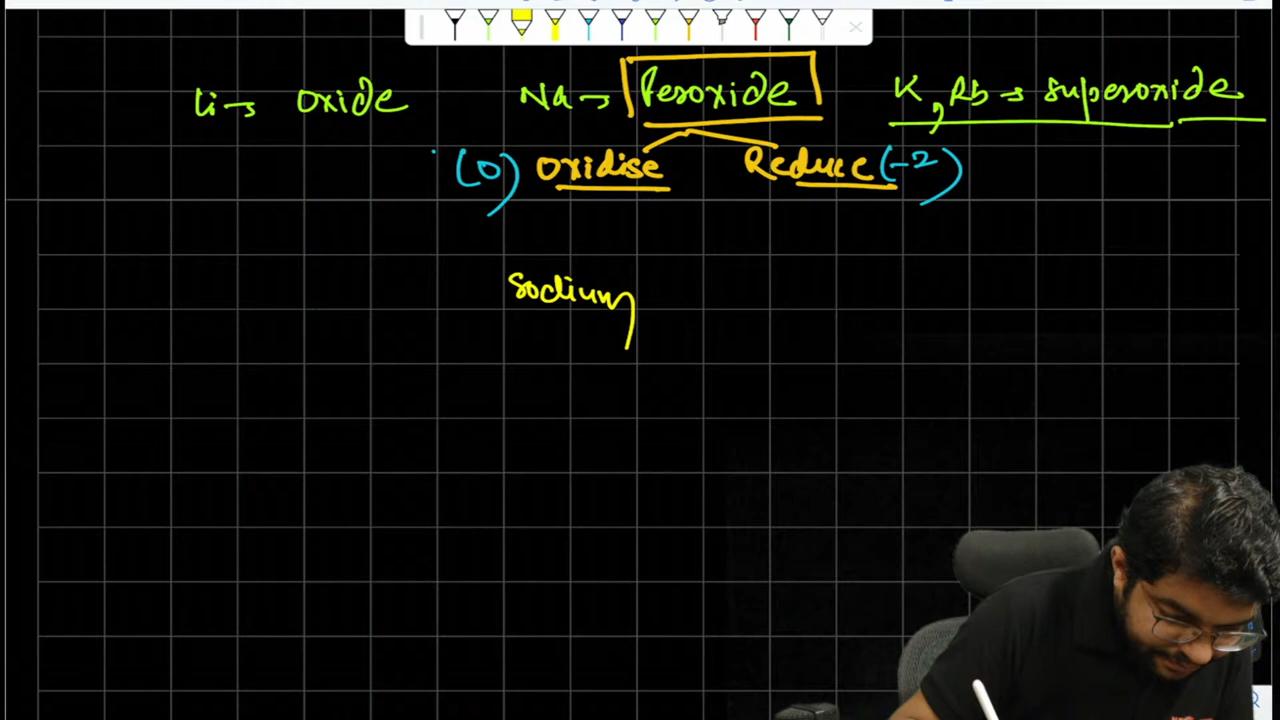 Li → Oxide Na → Peroxide K, Rb → Superoxide
(0) Oxidise Reduce (-2)
Sodium